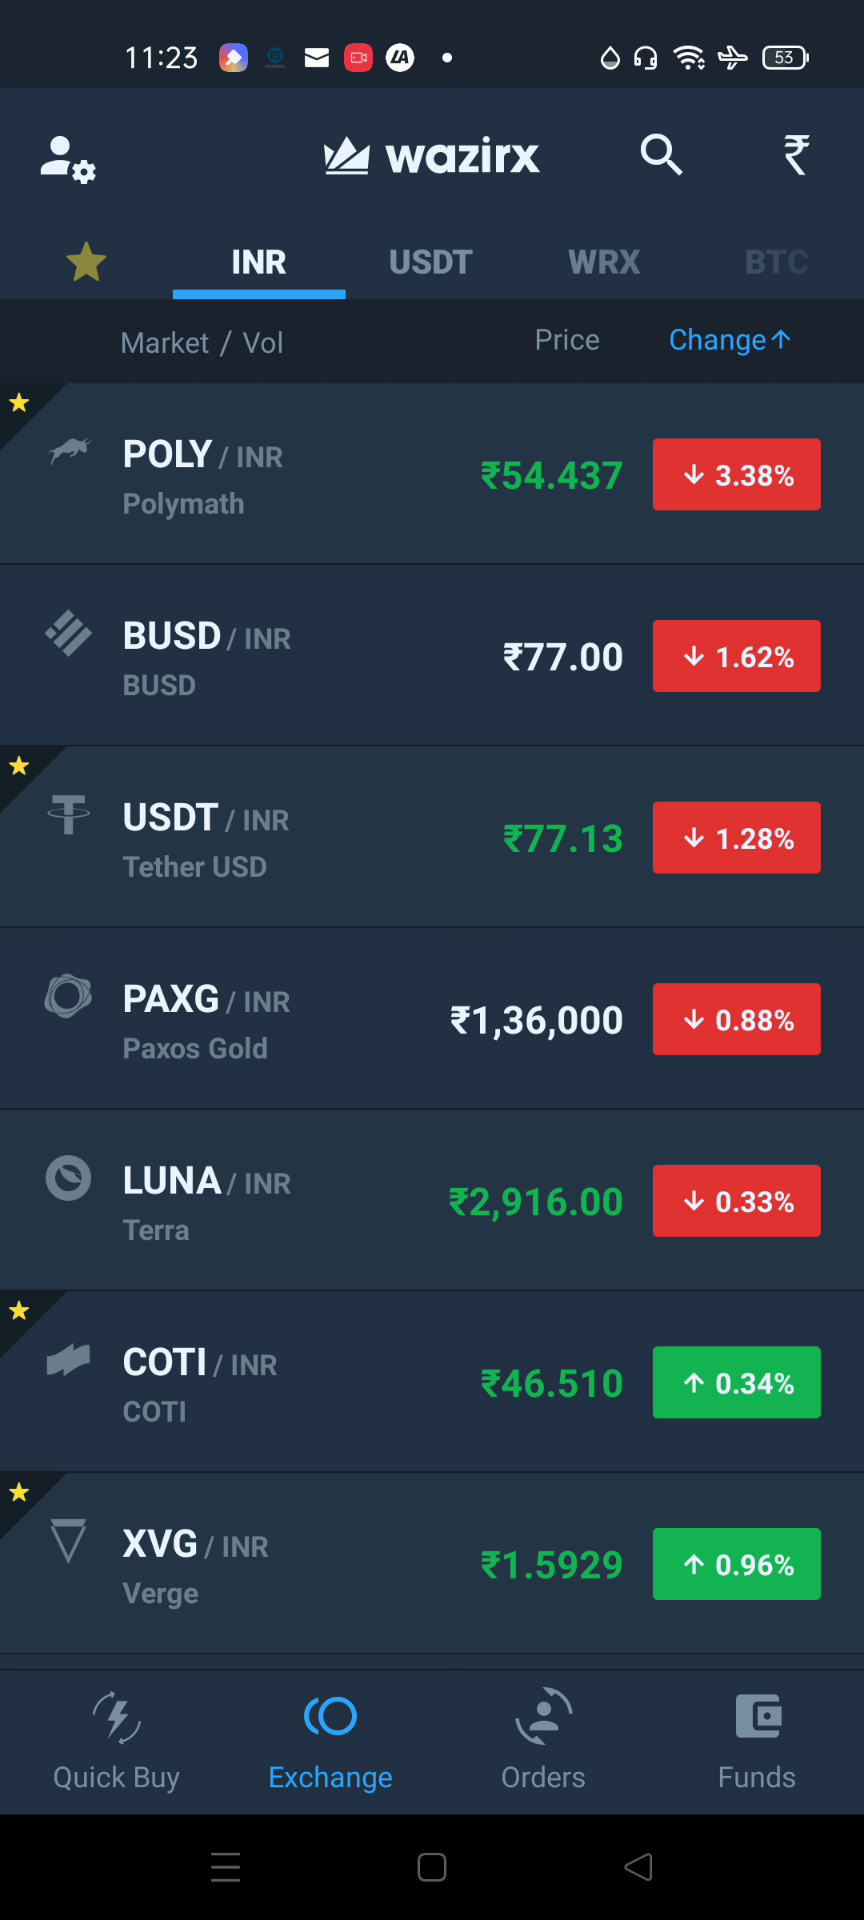 11:23
53
wazirx
₹
INR USDT WRX BTC
Market / Vol Price Change↑
POLY / INR
₹54.437 ↓ 3.38%
Polymath
BUSD / INR
₹77.00 ↓ 1.62%
BUSD
USDT / INR
₹77.13 ↓ 1.28%
Tether USD
PAXG / INR
₹1,36,000 ↓ 0.88%
Paxos Gold
LUNA / INR
₹2,916.00 ↓ 0.33%
Terra
COTI / INR
₹46.510 ↑ 0.34%
COTI
XVG / INR
₹1.5929 ↑ 0.96%
Verge
Quick Buy Exchange Orders Funds